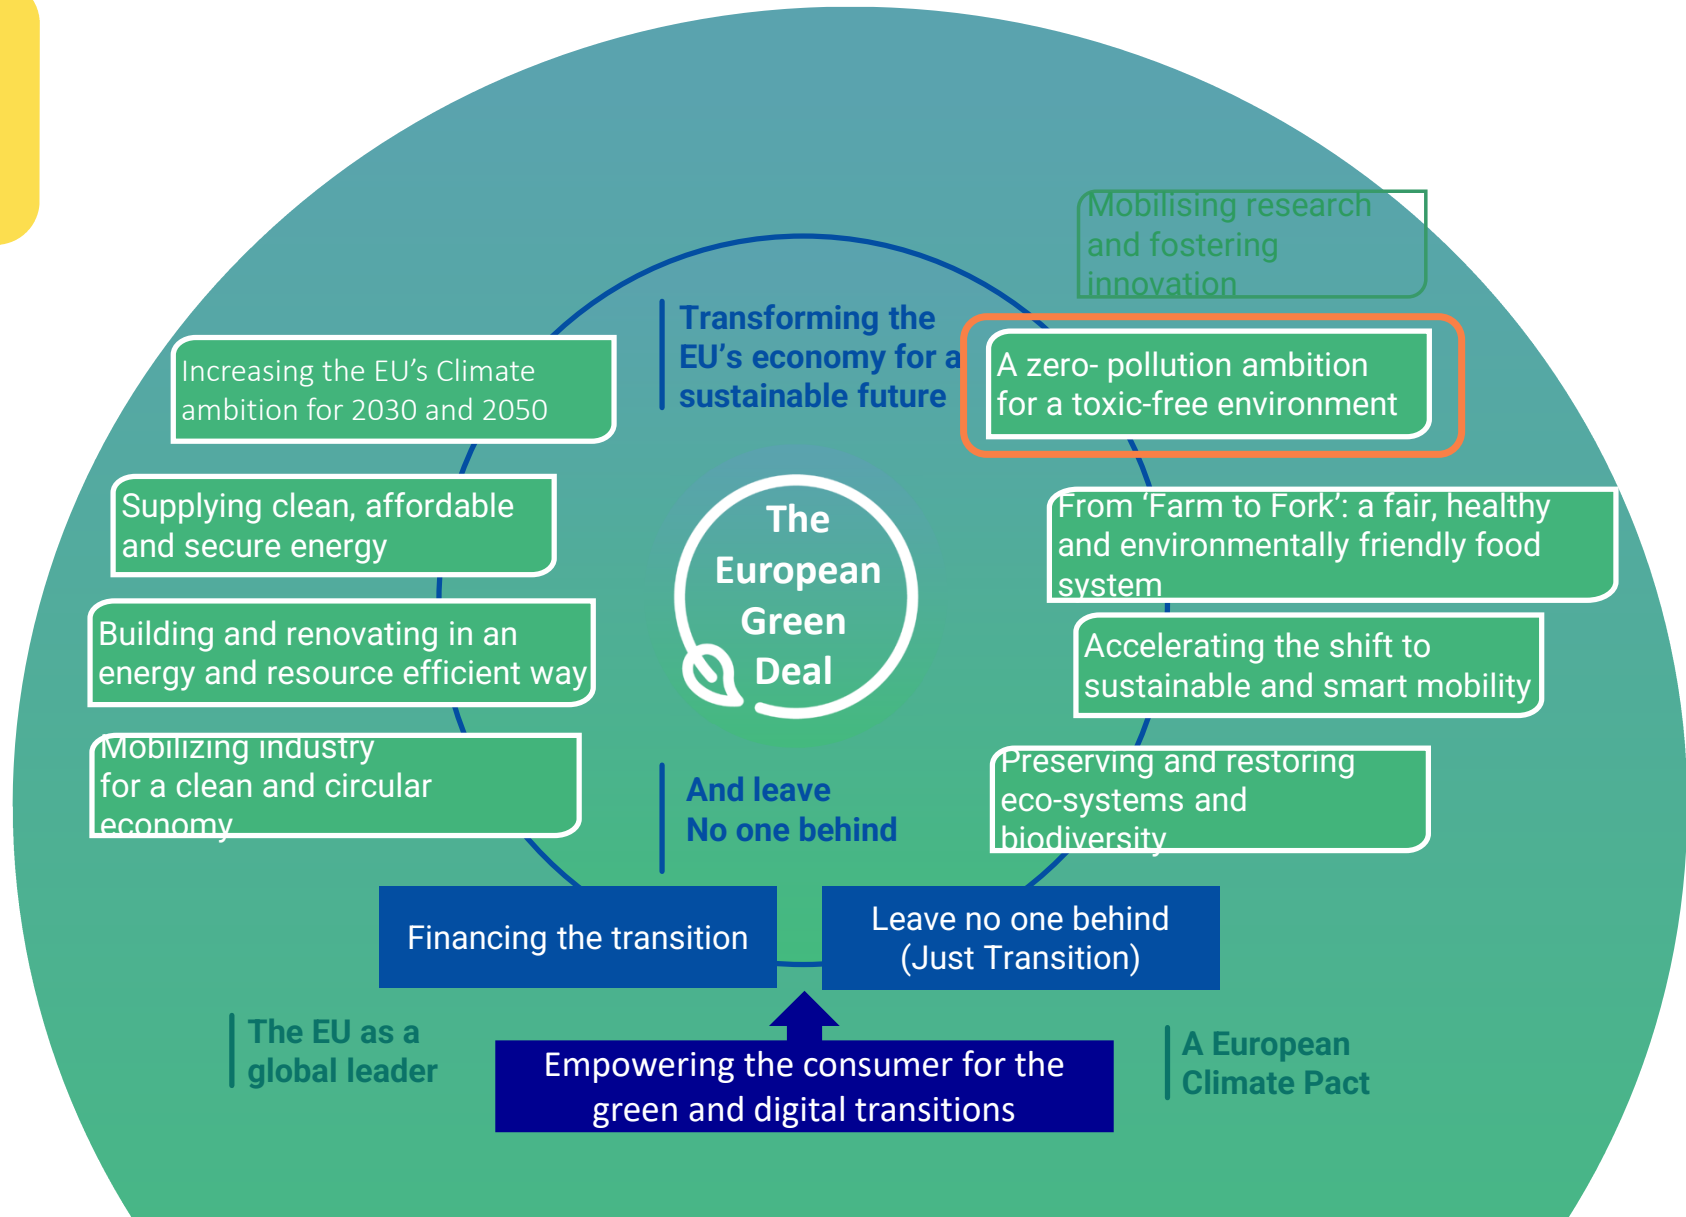 Mobilising research
and fostering
innovation
Transforming the
EU's economy for a
sustainable future
Increasing the EU's Climate
ambition for 2030 and 2050
A zero- pollution ambition
for a toxic-free environment
Supplying clean, affordable
and secure energy
The
European
Green
Deal
From 'Farm to Fork': a fair, healthy
and environmentally friendly food
system
Building and renovating in an
energy and resource efficient way
Accelerating the shift to
sustainable and smart mobility
Mobilizing industry
for a clean and circular
economy
And leave
No one behind
Preserving and restoring
eco-systems and
biodiversity
Financing the transition
Leave no one behind
(Just Transition)
The EU as a
global leader
Empowering the consumer for the
green and digital transitions
A European
Climate Pact